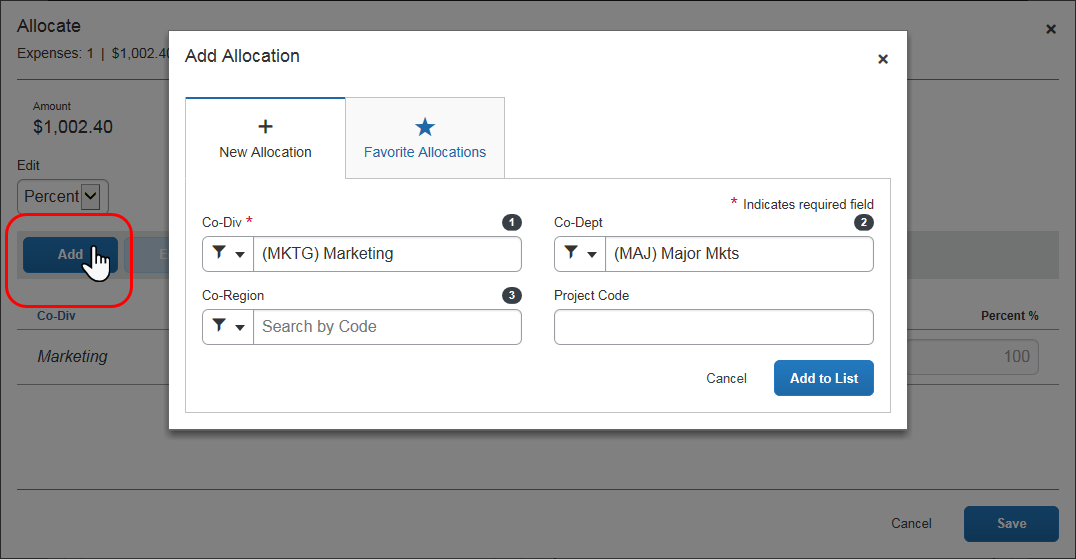 Allocate
×
Expenses: 1 | $1,002.40
Amount
$1,002.40
Edit
Percent
Add
Co-Div
Percent %
Marketing
100
Cancel
Save
Add Allocation
×
New Allocation
Favorite Allocations
* Indicates required field
Co-Div * 1
Co-Dept 2
(MKTG) Marketing
(MAJ) Major Mkts
Co-Region 3
Project Code
Search by Code
Cancel
Add to List